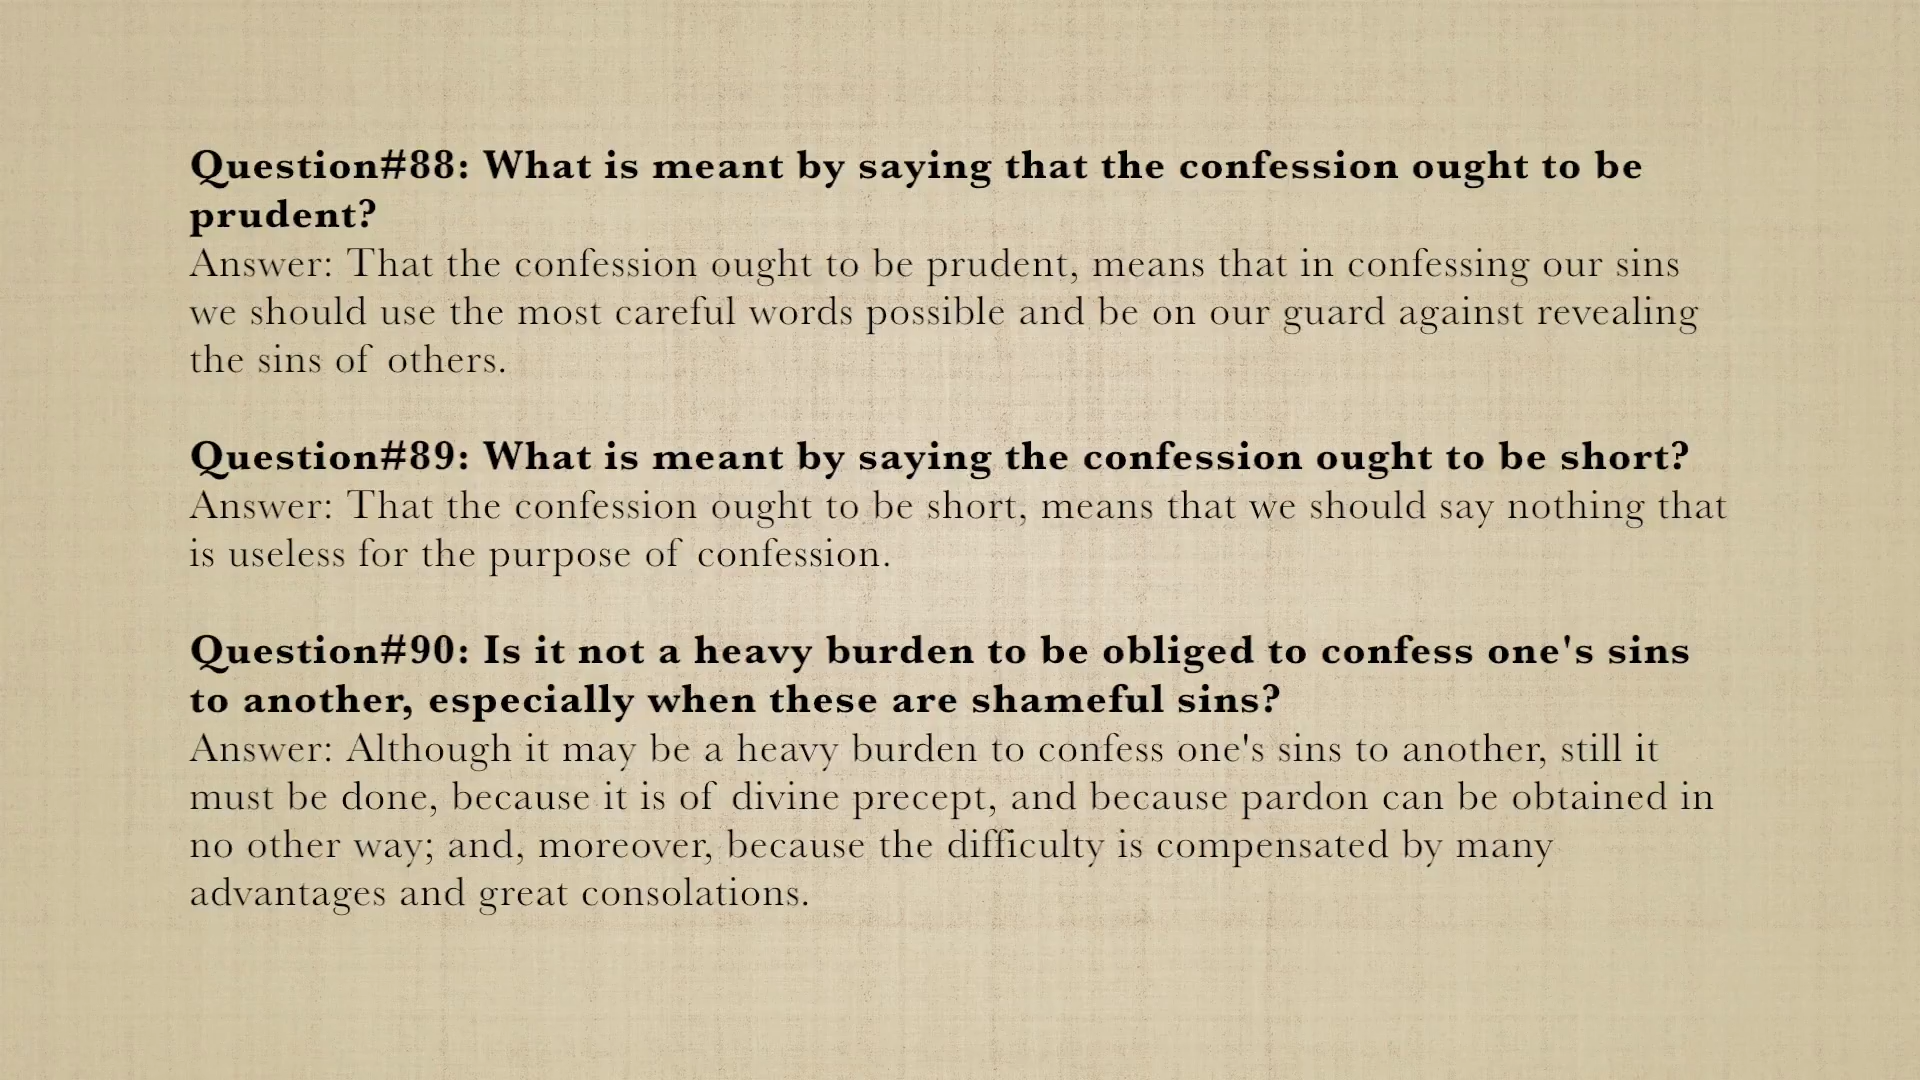 Question#88: What is meant by saying that the confession ought to be
prudent?
Answer: That the confession ought to be prudent, means that in confessing our sins
we should use the most careful words possible and be on our guard against revealing
the sins of others.
Question#89: What is meant by saying the confession ought to be short?
Answer: That the confession ought to be short, means that we should say nothing that
is useless for the purpose of confession.
Question#90: Is it not a heavy burden to be obliged to confess one's sins
to another, especially when these are shameful sins?
Answer: Although it may be a heavy burden to confess one's sins to another, still it
must be done, because it is of divine precept, and because pardon can be obtained in
no other way; and, moreover, because the difficulty is compensated by many
advantages and great consolations.